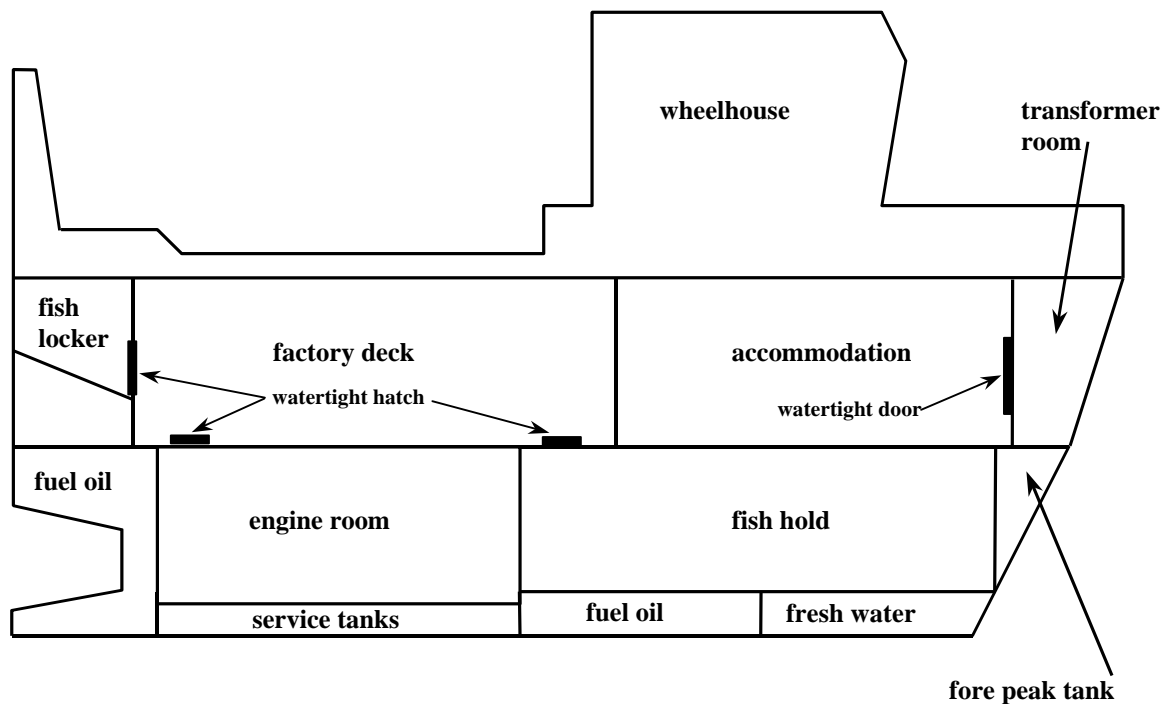 wheelhouse
transformer
room
fish
locker
factory deck
accommodation
watertight hatch
watertight door
fuel oil
engine room
fish hold
service tanks
fuel oil
fresh water
fore peak tank